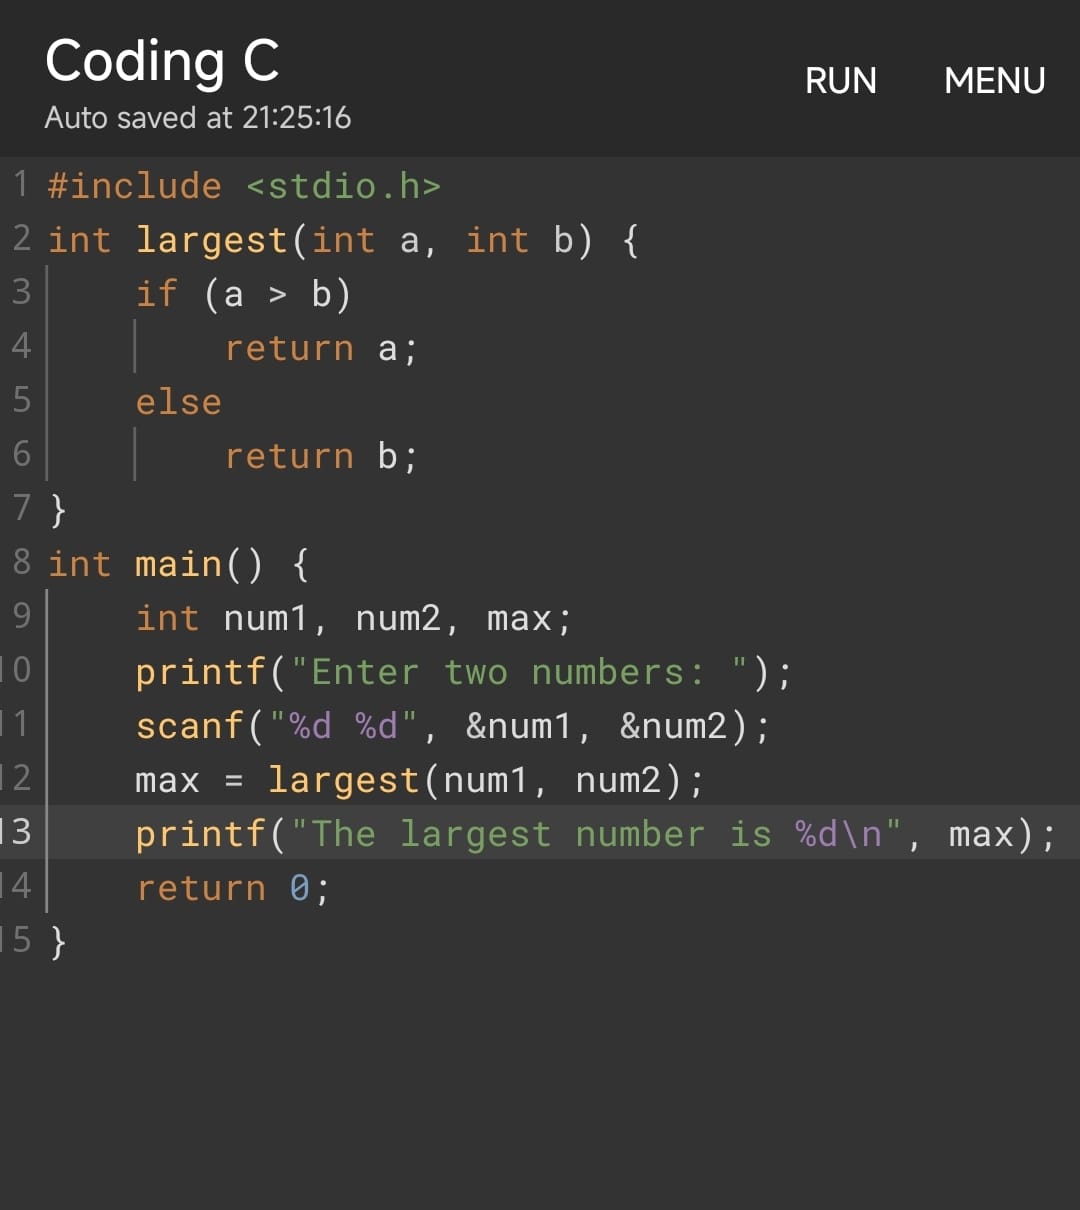 Coding C
RUN MENU
Auto saved at 21:25:16
1 #include <stdio.h>
2 int largest(int a, int b) {
3     if (a > b)
4         return a;
5     else
6         return b;
7 }
8 int main() {
9     int num1, num2, max;
10     printf("Enter two numbers: ");
11     scanf("%d %d", &num1, &num2);
12     max = largest(num1, num2);
13     printf("The largest number is %d\n", max);
14     return 0;
15 }